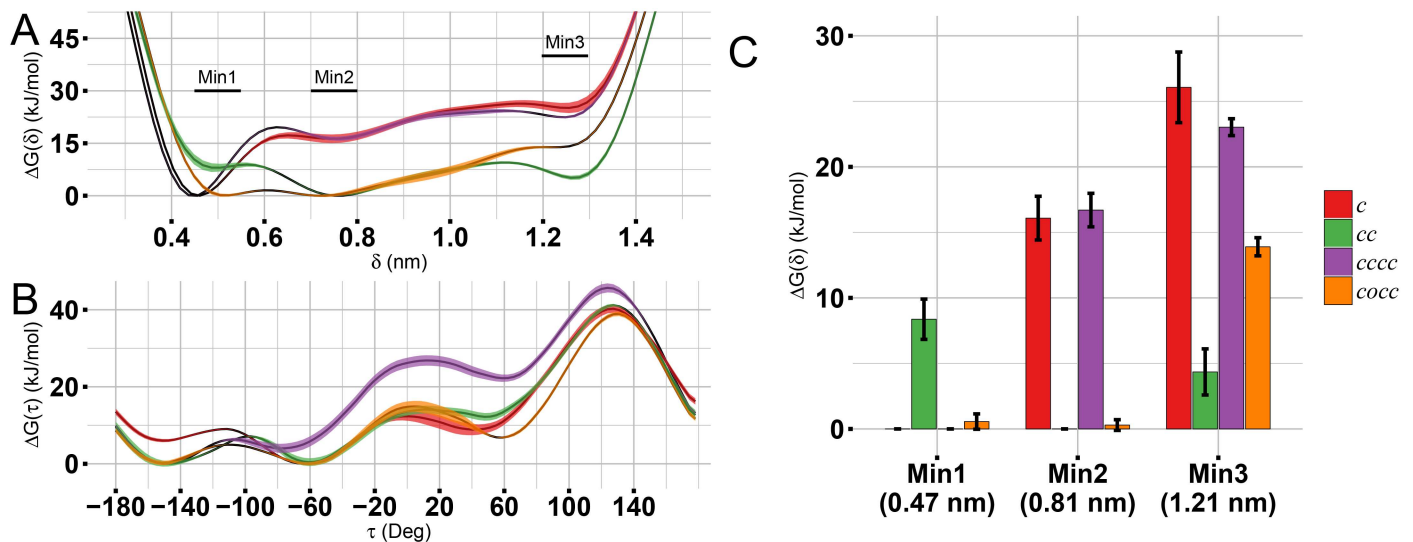 A
ΔG(δ) (kJ/mol)
45
30
15
0
Min1
Min2
Min3
0.4 0.6 0.8 1.0 1.2 1.4
δ (nm)
B
ΔG(τ) (kJ/mol)
40
20
0
−180 −140 −100 −60 −20 20 60 100 140
τ (Deg)
C
ΔG(δ) (kJ/mol)
30
20
10
0
Min1 Min2 Min3
(0.47 nm) (0.81 nm) (1.21 nm)
c
cc
cccc
cocc